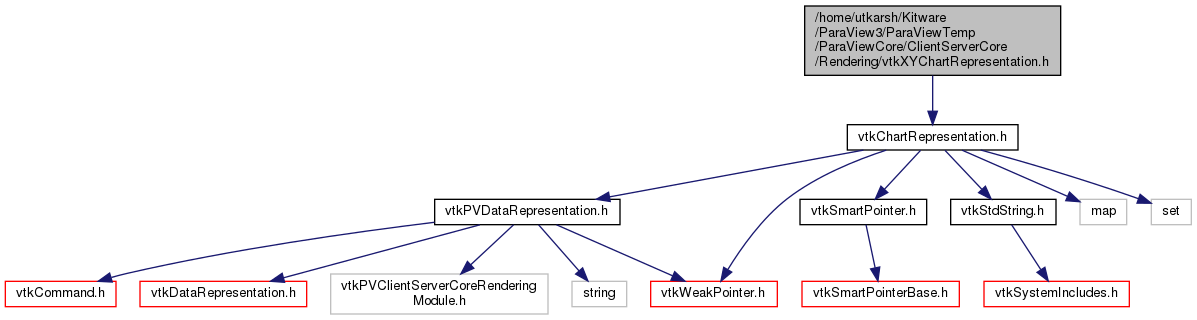 /home/utkarsh/Kitware
/ParaView3/ParaViewTemp
/ParaViewCore/ClientServerCore
/Rendering/vtkXYChartRepresentation.h
vtkChartRepresentation.h
vtkPVDataRepresentation.h
vtkSmartPointer.h
vtkStdString.h
map
set
vtkCommand.h
vtkDataRepresentation.h
vtkPVClientServerCoreRendering
Module.h
string
vtkWeakPointer.h
vtkSmartPointerBase.h
vtkSystemIncludes.h